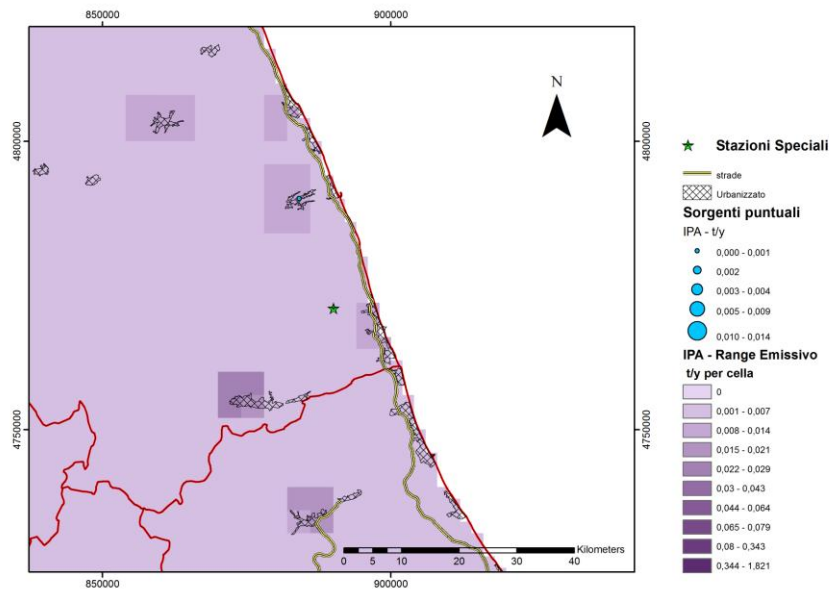 850000
900000
4800000
4800000
N
4750000
4750000
Kilometers
0
5
10
20
30
40
850000
900000
Stazioni Speciali
strade
Urbanizzato
Sorgenti puntuali
IPA - t/y
0,000 - 0,001
0,002
0,003 - 0,004
0,005 - 0,009
0,010 - 0,014
IPA - Range Emissivo
t/y per cella
0
0,001 - 0,007
0,008 - 0,014
0,015 - 0,021
0,022 - 0,029
0,03 - 0,043
0,044 - 0,064
0,065 - 0,079
0,08 - 0,343
0,344 - 1,821